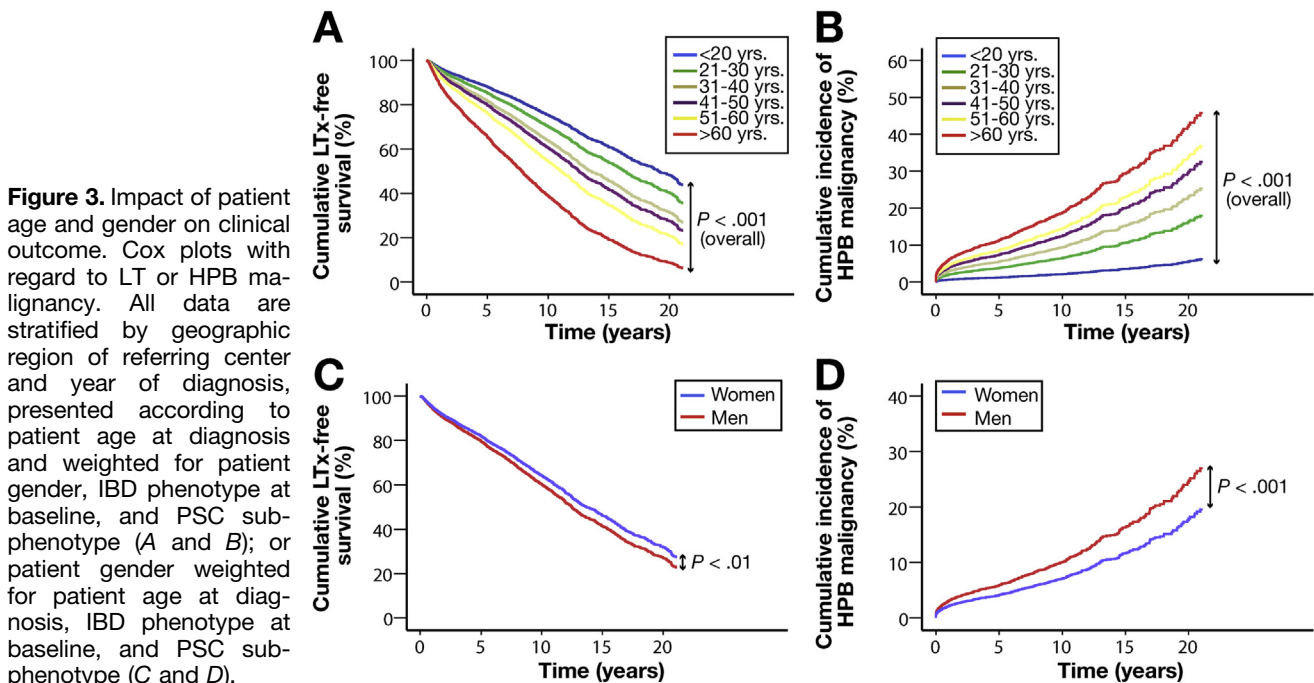 Figure 3. Impact of patient
age and gender on clinical
outcome. Cox plots with
regard to LT or HPB ma-
lignancy. All data are
stratified by geographic
region of referring center
and year of diagnosis,
presented according to
patient age at diagnosis
and weighted for patient
gender, IBD phenotype at
baseline, and PSC sub-
phenotype (A and B); or
patient gender weighted
for patient age at diag-
nosis, IBD phenotype at
baseline, and PSC sub-
phenotype (C and D).
A
Cumulative LTx-free
survival (%)
100
80
60
40
20
0
0 5 10 15 20
Time (years)
<20 yrs.
21-30 yrs.
31-40 yrs.
41-50 yrs.
51-60 yrs.
>60 yrs.
P < .001
(overall)
B
Cumulative incidence of
HPB malignancy (%)
60
50
40
30
20
10
0
0 5 10 15 20
Time (years)
<20 yrs.
21-30 yrs.
31-40 yrs.
41-50 yrs.
51-60 yrs.
>60 yrs.
P < .001
(overall)
C
Cumulative LTx-free
survival (%)
100
80
60
40
20
0
0 5 10 15 20
Time (years)
Women
Men
P < .01
D
Cumulative incidence of
HPB malignancy (%)
40
30
20
10
0
0 5 10 15 20
Time (years)
Women
Men
P < .001